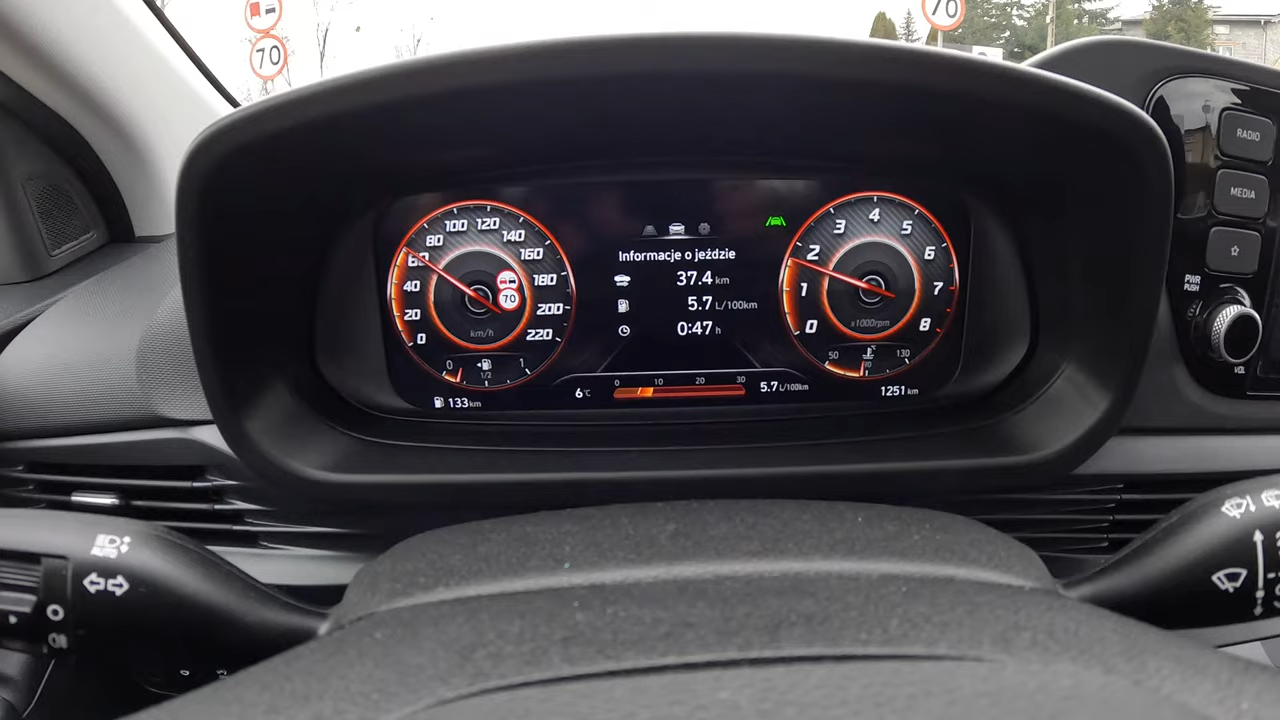 70
70
RADIO
MEDIA
PWR
PUSH
VOL
0 20 40 60 80 100 120 140 160 180 200 220
km/h
70
0 1/2 1
133 km
Informacje o jeździe
37.4 km
5.7 L/100km
0:47 h
6°C
0 10 20 30
5.7 L/100km
0 1 2 3 4 5 6 7 8
x1000rpm
50 90 130
1251 km
AUTO